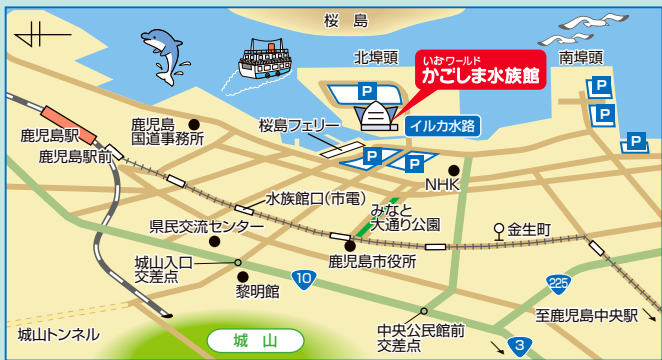 桜 島
北埠頭
南埠頭
いおワールド
かごしま水族館
P
P
P
P
P
P
イルカ水路
鹿児島
国道事務所
桜島フェリー
鹿児島駅
鹿児島駅前
NHK
水族館口(市電)
みなと
大通り公園
県民交流センター
金生町
鹿児島市役所
城山入口
交差点
黎明館
10
225
至鹿児島中央駅
城山トンネル
城 山
中央公民館前
交差点
3